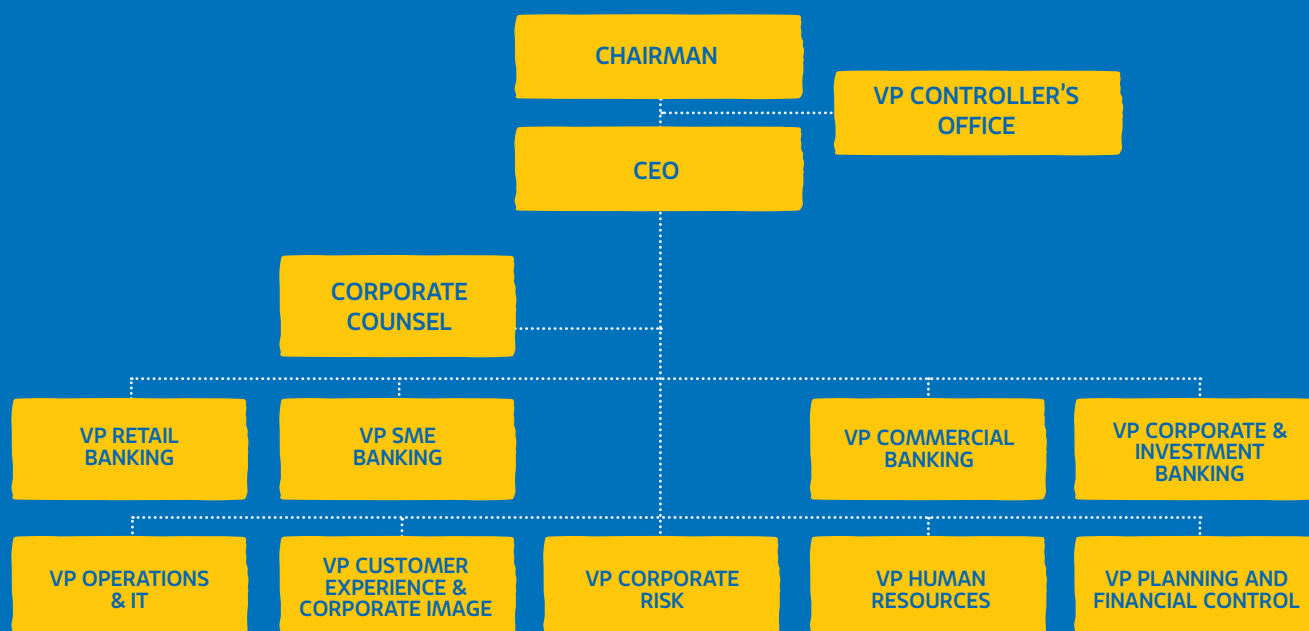 CHAIRMAN
VP CONTROLLER’S
OFFICE
CEO
CORPORATE
COUNSEL
VP RETAIL
BANKING
VP SME
BANKING
VP COMMERCIAL
BANKING
VP CORPORATE &
INVESTMENT
BANKING
VP OPERATIONS
& IT
VP CUSTOMER
EXPERIENCE &
CORPORATE IMAGE
VP CORPORATE
RISK
VP HUMAN
RESOURCES
VP PLANNING AND
FINANCIAL CONTROL